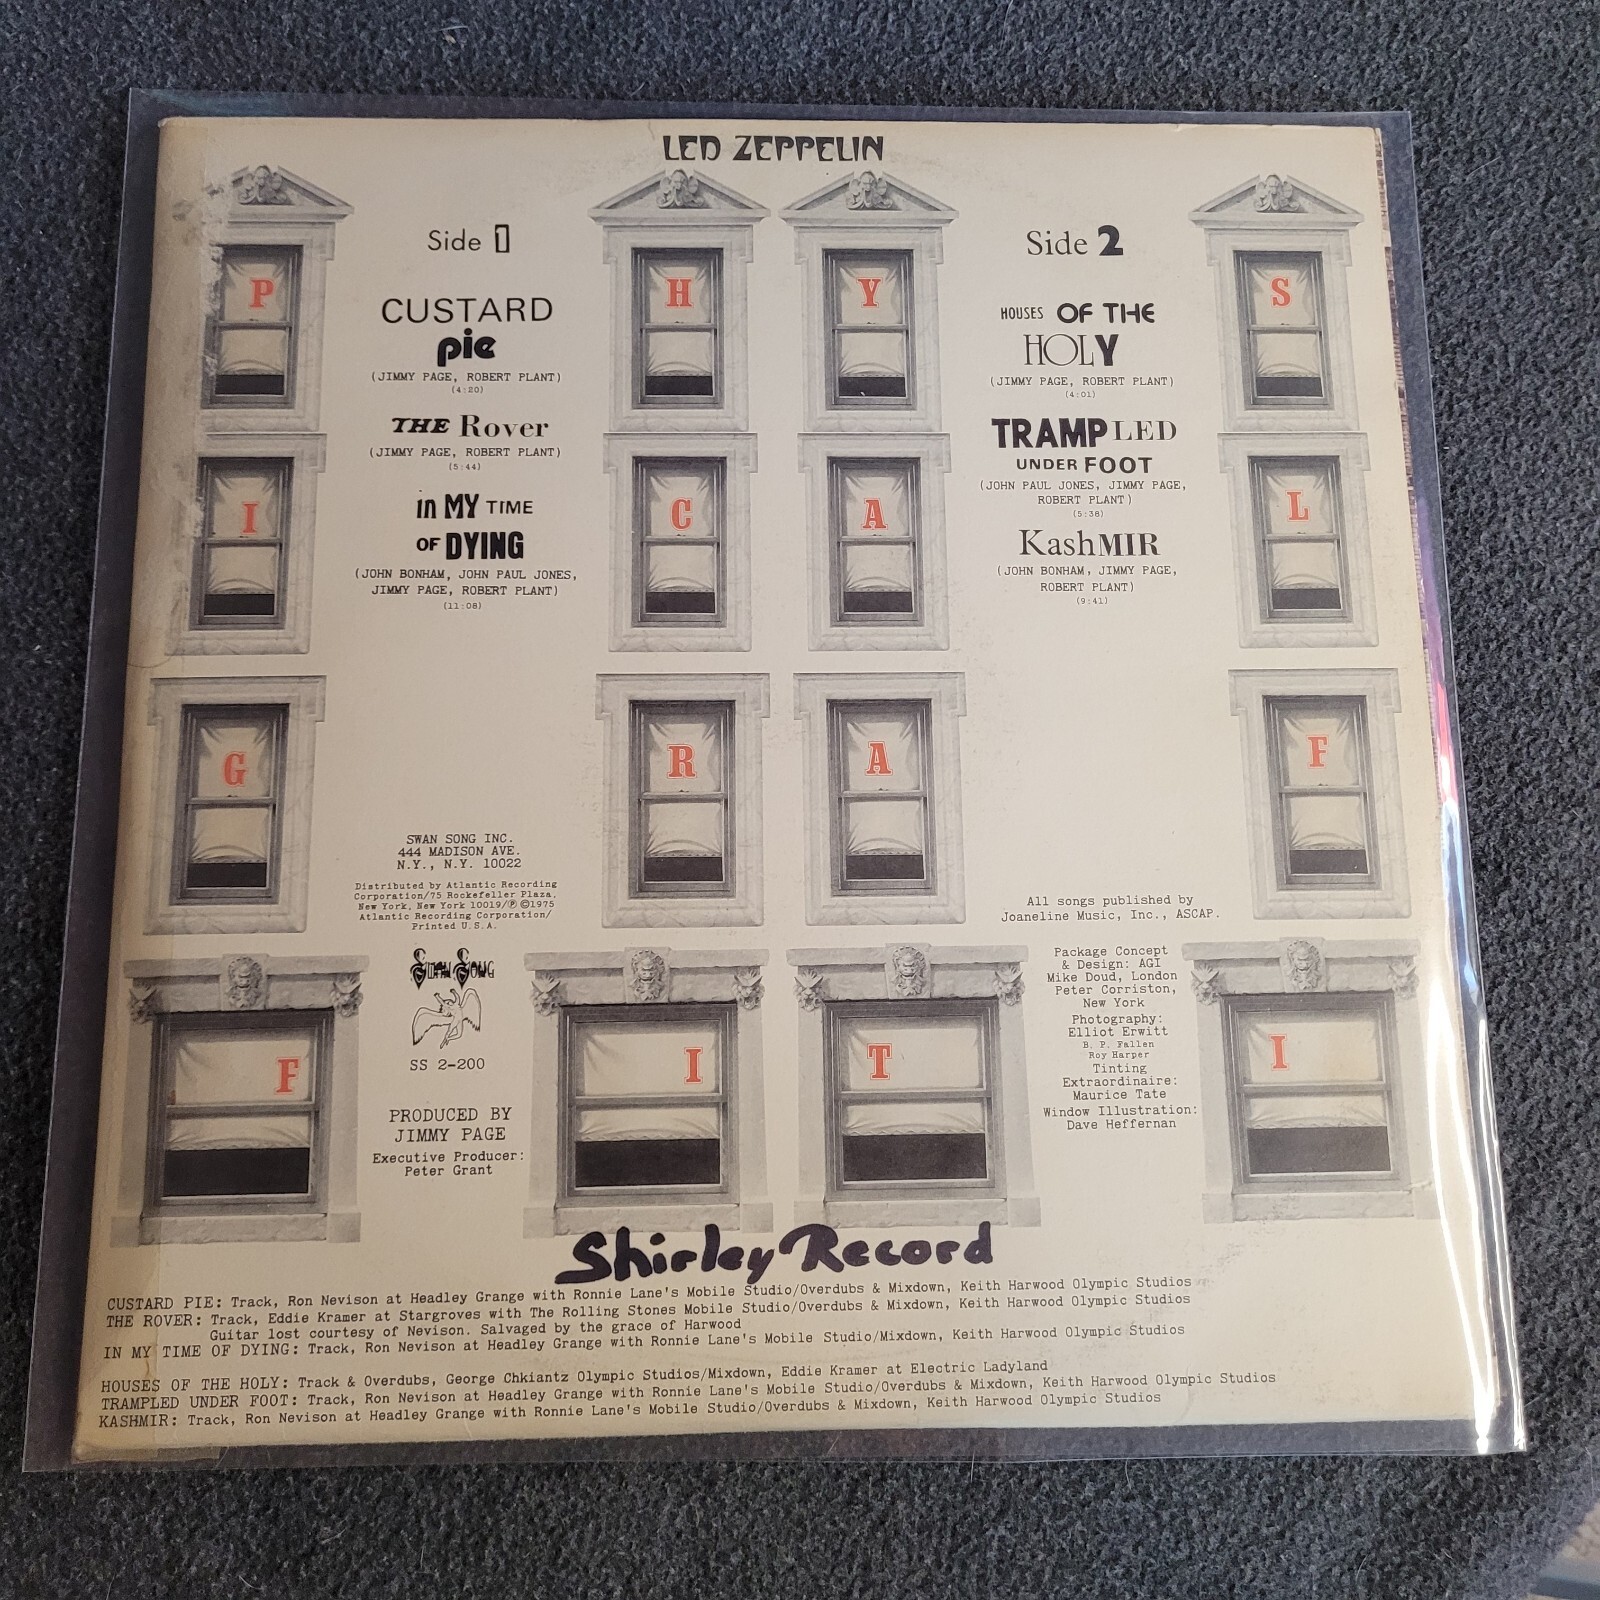 LED ZEPPELIN
P H Y S
I C A L
G R A F
F I T I
Side 1
CUSTARD
pie
(JIMMY PAGE, ROBERT PLANT)
(4:20)
THE Rover
(JIMMY PAGE, ROBERT PLANT)
(5:44)
in MY TIME
OF DYING
(JOHN BONHAM, JOHN PAUL JONES,
JIMMY PAGE, ROBERT PLANT)
(11:08)
Side 2
HOUSES OF THE
HOLY
(JIMMY PAGE, ROBERT PLANT)
(4:01)
TRAMPLED
UNDER FOOT
(JOHN PAUL JONES, JIMMY PAGE,
ROBERT PLANT)
(5:38)
KashMIR
(JOHN BONHAM, JIMMY PAGE,
ROBERT PLANT)
(9:41)
SWAN SONG INC.
444 MADISON AVE.
N.Y., N.Y. 10022
Distributed by Atlantic Recording
Corporation/75 Rockefeller Plaza,
New York, New York 10019/℗ ©1975
Atlantic Recording Corporation/
Printed U.S.A.
All songs published by
Joaneline Music, Inc., ASCAP.
Swan Song
SS 2-200
PRODUCED BY
JIMMY PAGE
Executive Producer:
Peter Grant
Package Concept
& Design: AGI
Mike Doud, London
Peter Corriston,
New York
Photography:
Elliot Erwitt
B. P. Fallen
Roy Harper
Tinting
Extraordinaire:
Maurice Tate
Window Illustration:
Dave Heffernan
Shirley Record
CUSTARD PIE: Track, Ron Nevison at Headley Grange with Ronnie Lane's Mobile Studio/Overdubs & Mixdown, Keith Harwood Olympic Studios
THE ROVER: Track, Eddie Kramer at Stargroves with The Rolling Stones Mobile Studio/Overdubs & Mixdown, Keith Harwood Olympic Studios
Guitar lost courtesy of Nevison. Salvaged by the grace of Harwood
IN MY TIME OF DYING: Track, Ron Nevison at Headley Grange with Ronnie Lane's Mobile Studio/Mixdown, Keith Harwood Olympic Studios
HOUSES OF THE HOLY: Track & Overdubs, George Chkiantz Olympic Studios/Mixdown, Eddie Kramer at Electric Ladyland
TRAMPLED UNDER FOOT: Track, Ron Nevison at Headley Grange with Ronnie Lane's Mobile Studio/Overdubs & Mixdown, Keith Harwood Olympic Studios
KASHMIR: Track, Ron Nevison at Headley Grange with Ronnie Lane's Mobile Studio/Overdubs & Mixdown, Keith Harwood Olympic Studios